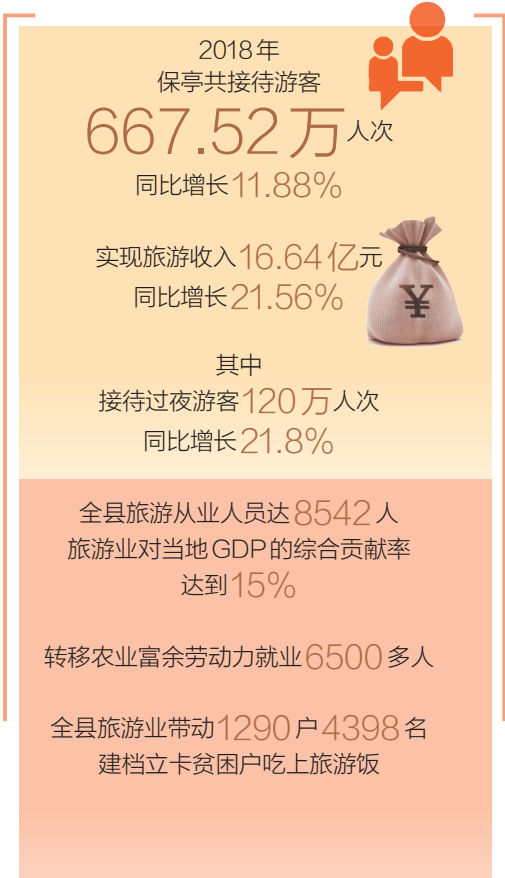 2018年
保亭共接待游客
667.52万人次
同比增长11.88%
实现旅游收入16.64亿元
¥
同比增长21.56%
其中
接待过夜游客120万人次
同比增长21.8%
全县旅游从业人员达8542人
旅游业对当地GDP的综合贡献率
达到15%
转移农业富余劳动力就业6500多人
全县旅游业带动1290户4398名
建档立卡贫困户吃上旅游饭